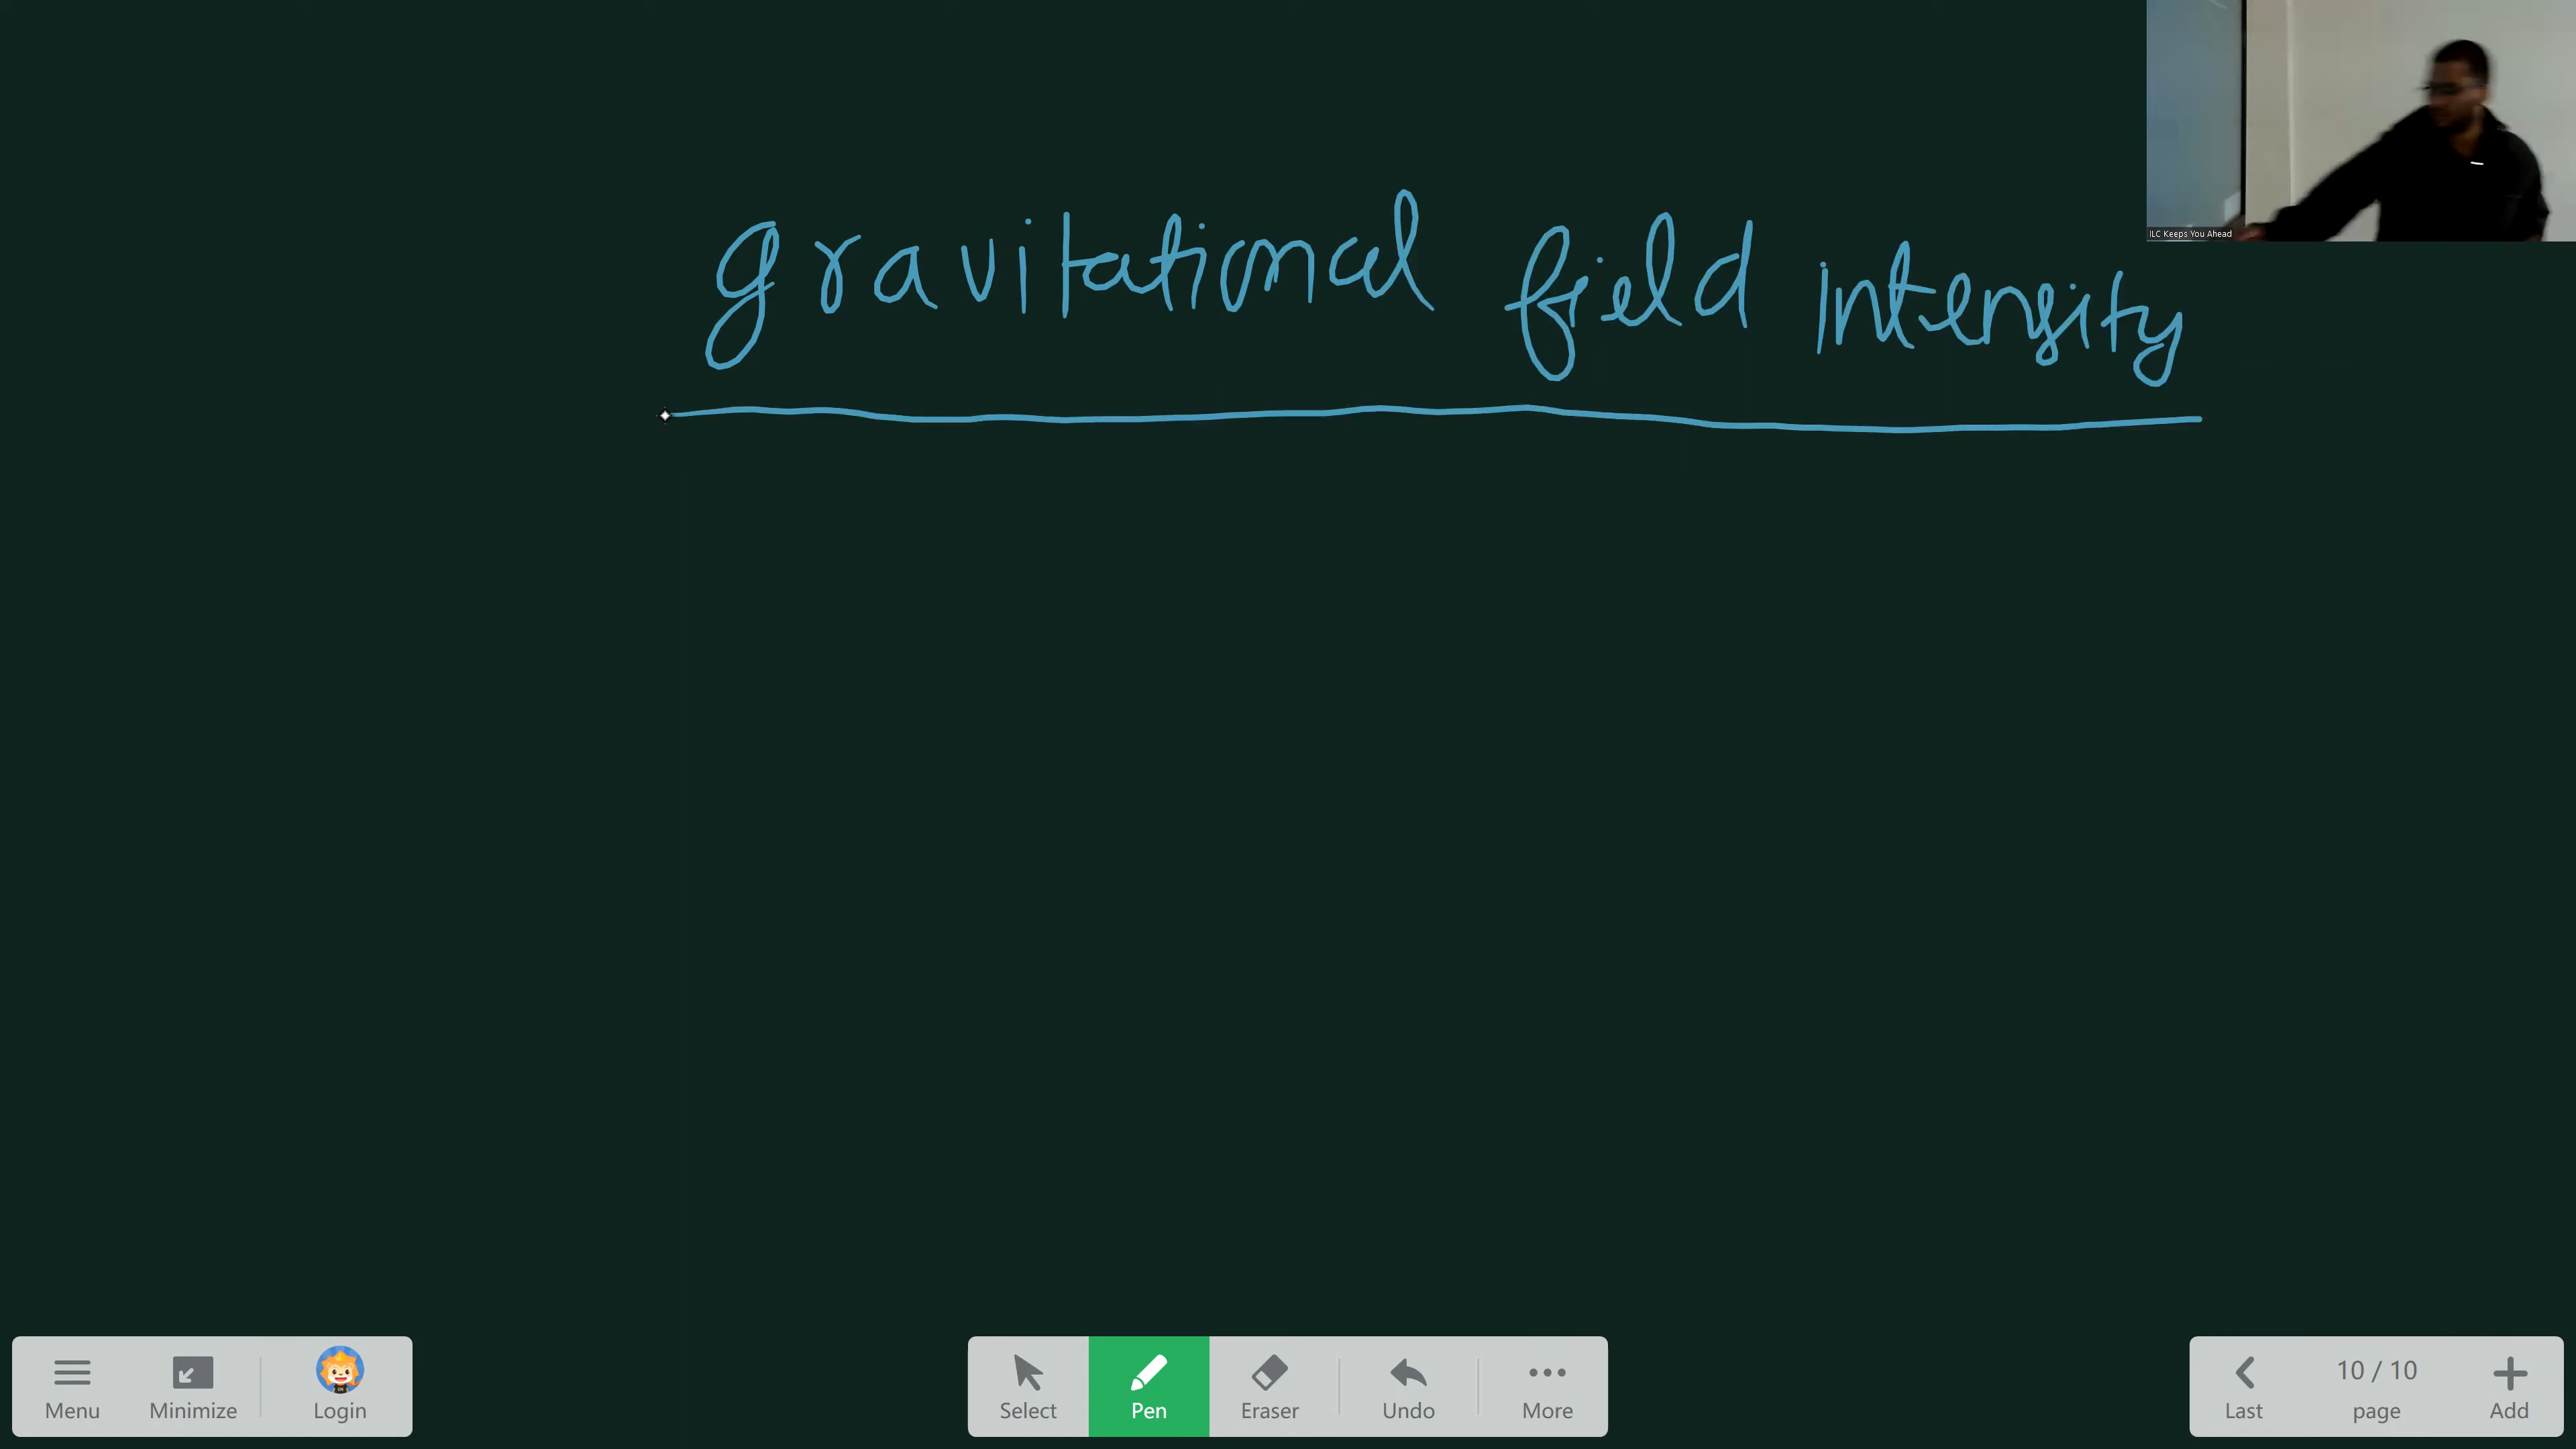 gravitational field intensity
ILC Keeps You Ahead
Menu
Minimize
Login
Select
Pen
Eraser
Undo
More
Last
10 / 10
page
Add